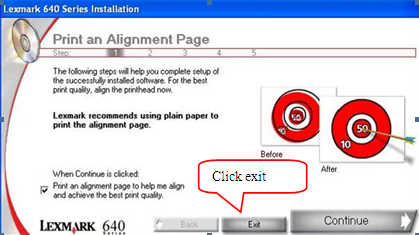 Lexmark 640 Series Installation
Print an Alignment Page
Step: 1 2 3 4 5
The following steps will help you complete setup of
the successfully installed software. For the best
print quality, align the printhead now.
Lexmark recommends using plain paper to
print the alignment page.
10
50
Before
50
10
After
When Continue is clicked:
Print an alignment page to help me align
and achieve the best print quality.
Click exit
LEXMARK 640
Series
Back
Exit
Continue